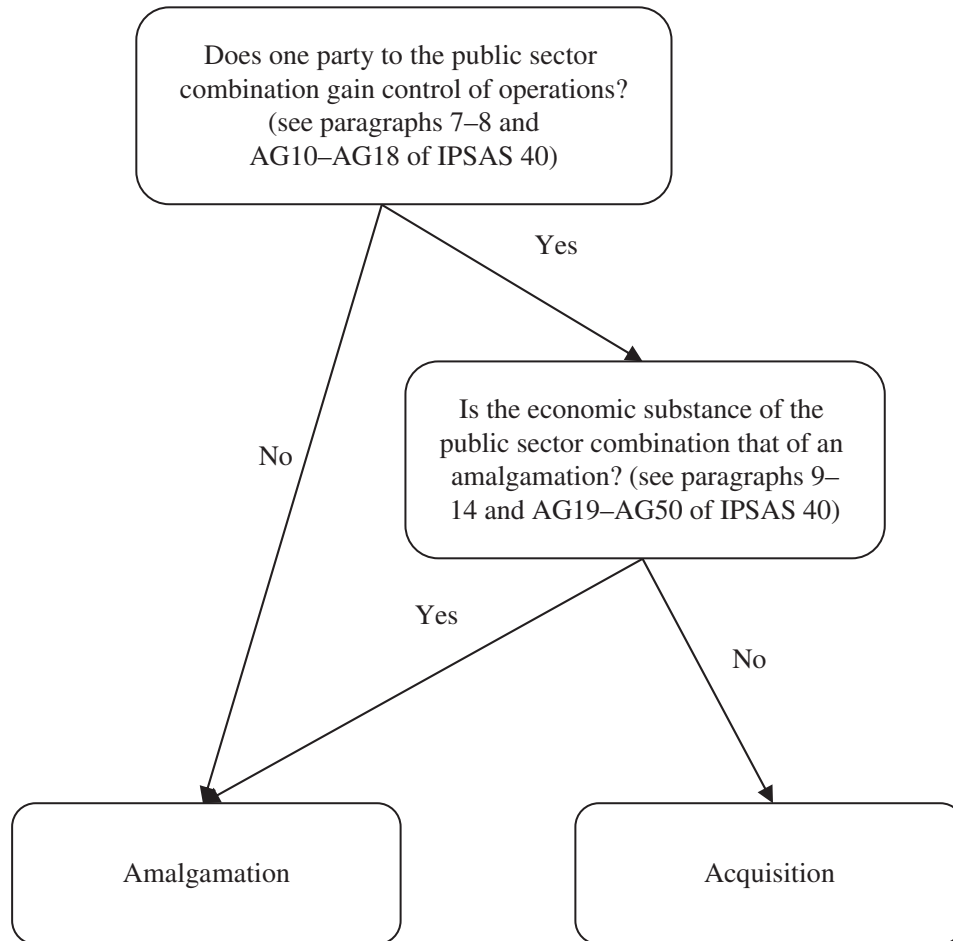 Does one party to the public sector
combination gain control of operations?
(see paragraphs 7–8 and
AG10–AG18 of IPSAS 40)
Yes
No
Is the economic substance of the
public sector combination that of an
amalgamation? (see paragraphs 9–
14 and AG19–AG50 of IPSAS 40)
Yes
No
Amalgamation
Acquisition